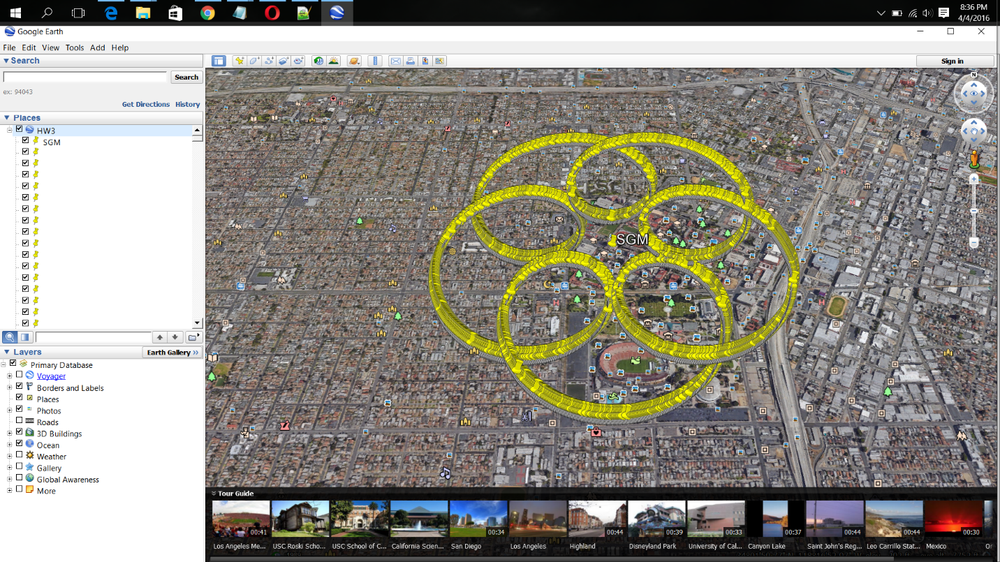 8:36 PM
4/4/2016
Google Earth
File Edit View Tools Add Help
Search
Search
ex: 94043
Get Directions History
Places
HW3
SGM
Layers
Earth Gallery »
Primary Database
Voyager
Borders and Labels
Places
Photos
Roads
3D Buildings
Ocean
Weather
Gallery
Global Awareness
More
Sign in
N
SGM
Tour Guide
00:41
00:34
00:44
00:39
00:33
00:37
00:44
00:44
00:30
Los Angeles Me... USC Roski Scho... USC School of C... California Scien... San Diego Los Angeles Highland Disneyland Park University of Cal... Canyon Lake Saint John's Reg... Leo Carrillo Stat... Mexico